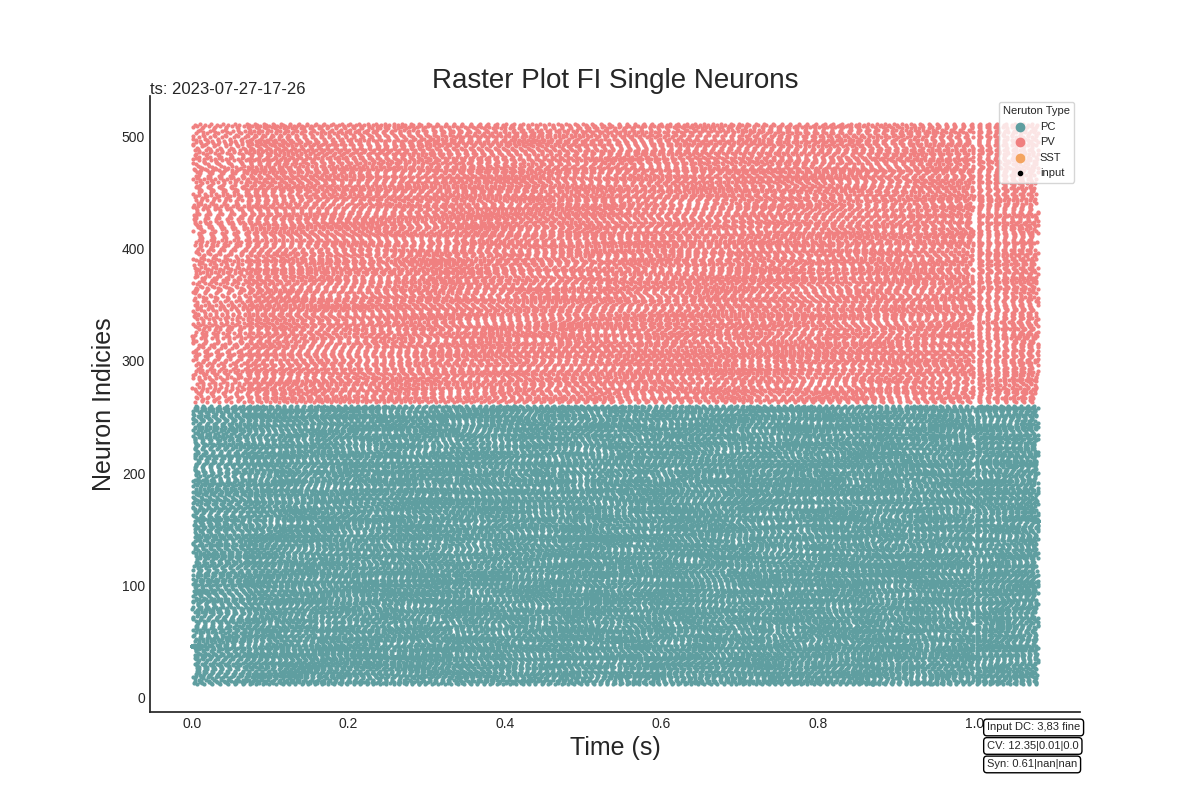 Raster Plot FI Single Neurons
ts: 2023-07-27-17-26
Neruton Type
PC
PV
SST
input
500
400
300
200
100
0
Neuron Indicies
0.0 0.2 0.4 0.6 0.8 1.0
Time (s)
Input DC: 3,83 fine
CV: 12.35|0.01|0.0
Syn: 0.61|nan|nan